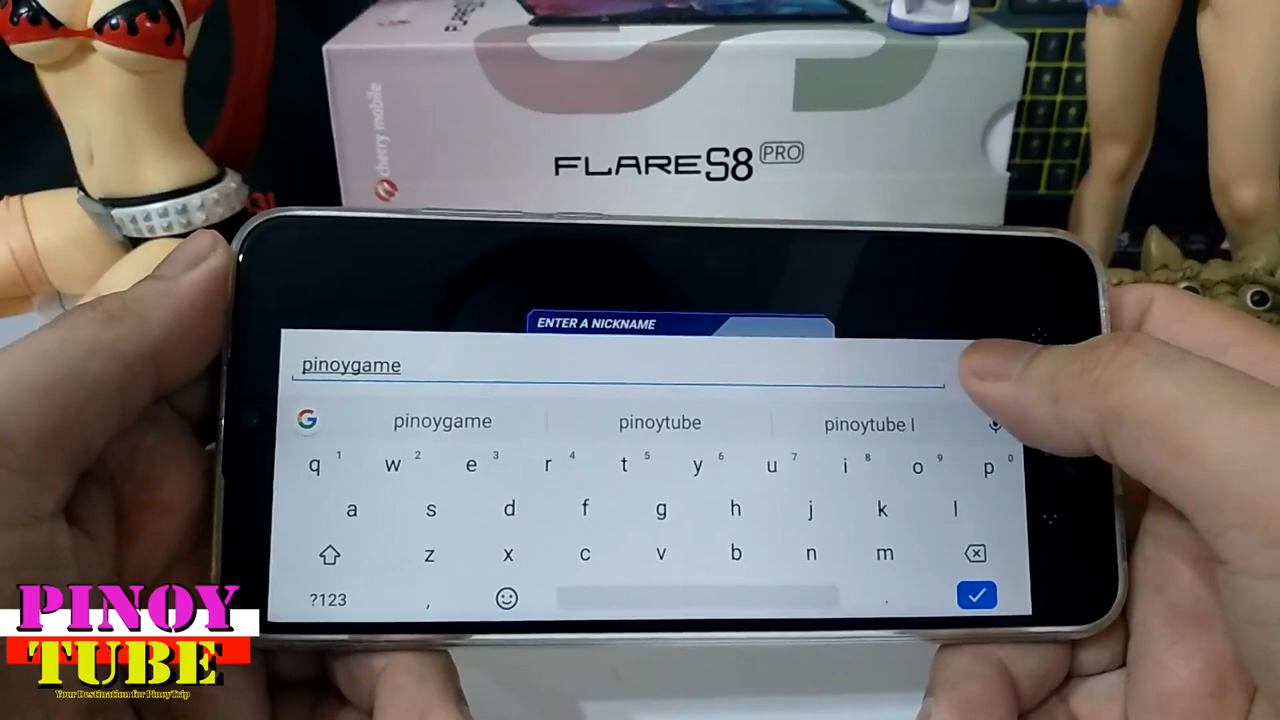 cherry mobile
FLARE S8 PRO
ENTER A NICKNAME
pinoygame
pinoygame pinoytube pinoytube I
q 1 w 2 e 3 r 4 t 5 y 6 u 7 i 8 o 9 p 0
a s d f g h j k l
z x c v b n m
?123 , .
PINOY
TUBE
Your Destination for PinoyTrip